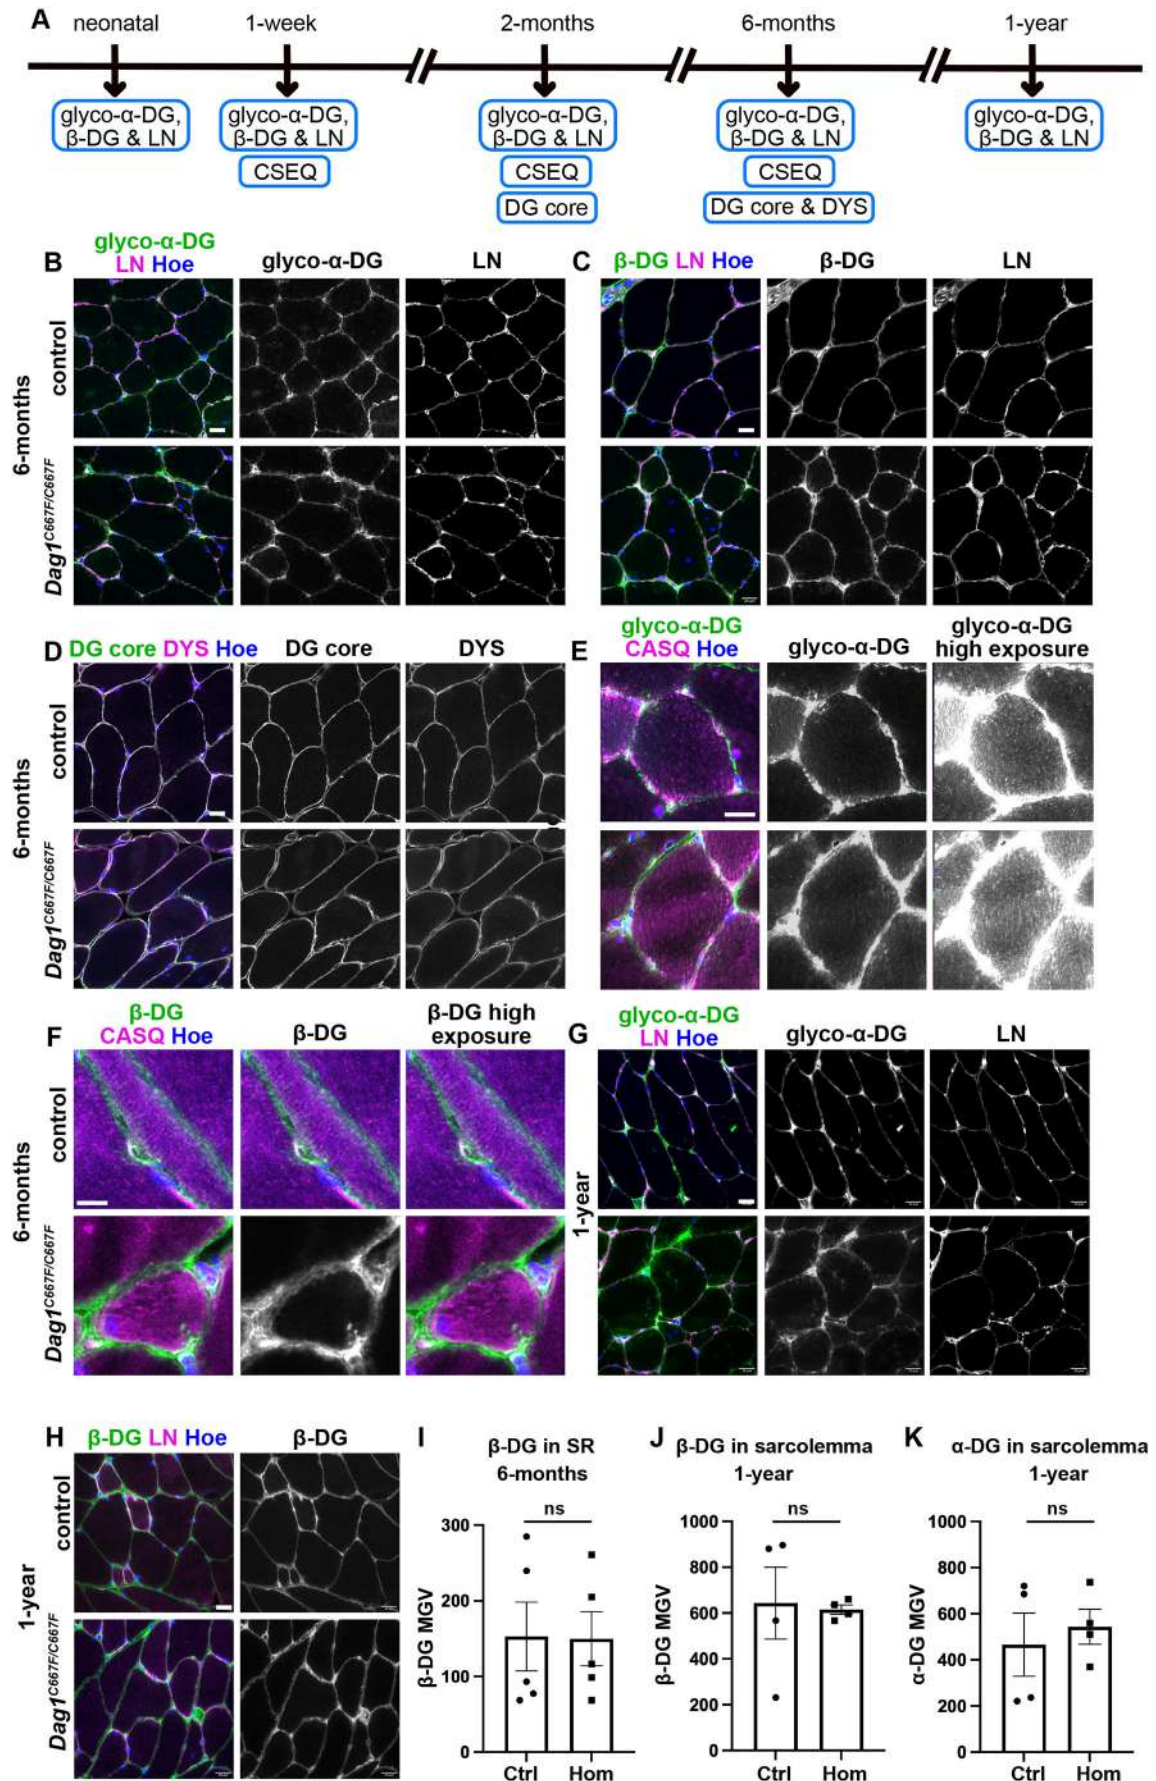 A
neonatal
1-week
2-months
6-months
1-year
glyco-α-DG,
β-DG & LN
glyco-α-DG,
β-DG & LN
glyco-α-DG,
β-DG & LN
glyco-α-DG,
β-DG & LN
glyco-α-DG,
β-DG & LN
CSEQ
CSEQ
CSEQ
DG core
DG core & DYS
B
glyco-α-DG
LN Hoe
glyco-α-DG
LN
C
β-DG LN Hoe
β-DG
LN
6-months
control
Dag1C667F/C667F
D
DG core DYS Hoe
DG core
DYS
E
glyco-α-DG
CASQ Hoe
glyco-α-DG
glyco-α-DG
high exposure
6-months
control
Dag1C667F/C667F
F
β-DG
CASQ Hoe
β-DG
β-DG high
exposure
G
glyco-α-DG
LN Hoe
glyco-α-DG
LN
6-months
control
Dag1C667F/C667F
1-year
H
β-DG LN Hoe
β-DG
1-year
control
Dag1C667F/C667F
I
β-DG in SR
6-months
ns
β-DG MGV
300
200
100
0
Ctrl
Hom
J
β-DG in sarcolemma
1-year
ns
β-DG MGV
1000
800
600
400
200
0
Ctrl
Hom
K
α-DG in sarcolemma
1-year
ns
α-DG MGV
1000
800
600
400
200
0
Ctrl
Hom